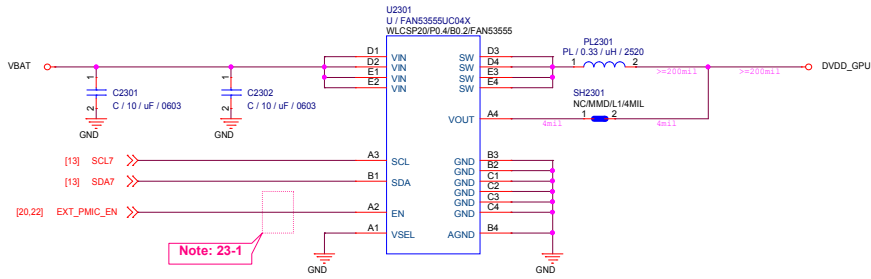 U2301
U / FAN53555UC04X
WLCSP20/P0.4/B0.2/FAN53555
VBAT
D1 VIN
D2 VIN
E1 VIN
E2 VIN
SW D3
SW D4
SW E3
SW E4
PL2301
PL / 0.33 / uH / 2520
1 2
>=200mil >=200mil
DVDD_GPU
1
C2301
C / 10 / uF / 0603
2
GND
1
C2302
C / 10 / uF / 0603
2
GND
SH2301
NC/MMD/L1/4MIL
VOUT A4
4mil 1 2 4mil
[13] SCL7 A3 SCL
[13] SDA7 B1 SDA
[20,22] EXT_PMIC_EN A2 EN
A1 VSEL
GND B3
GND B2
GND C1
GND C2
GND C3
GND C4
AGND B4
Note: 23-1
GND
GND